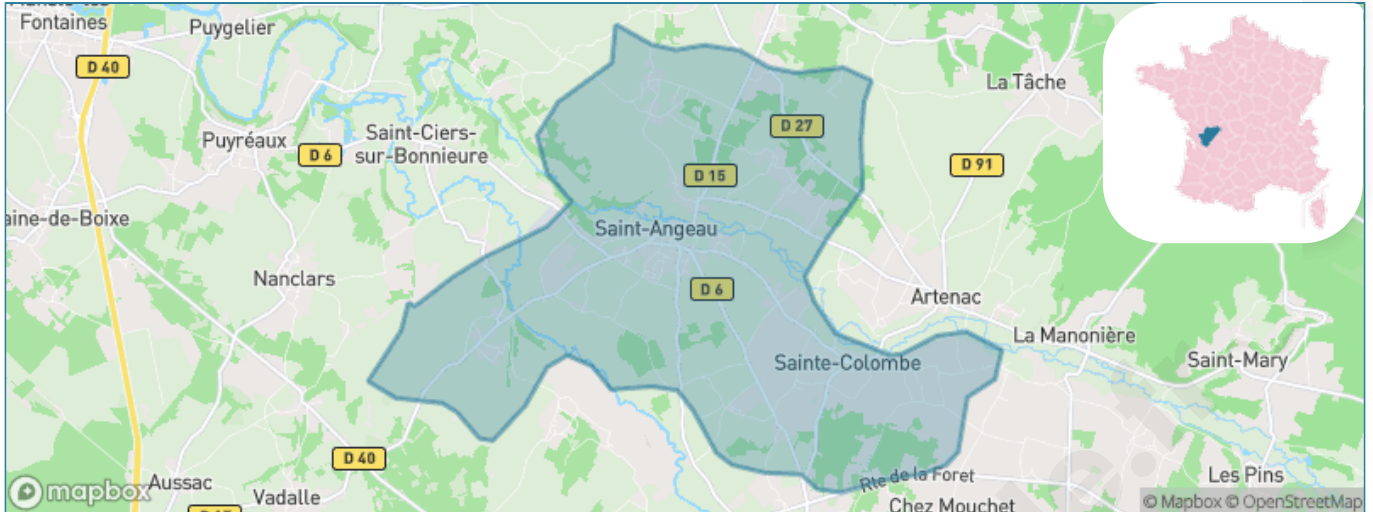 Fontaines
Puygelier
D 40
La Tâche
D 27
Saint-Ciers-
sur-Bonnieure
Puyréaux
D 6
D 15
D 91
aine-de-Boixe
Saint-Angeau
Nanclars
D 6
Artenac
La Manonière
Sainte-Colombe
Saint-Mary
D 40
Rte de la Foret
Les Pins
mapbox
Aussac
Vadalle
Chez Mouchet
© Mapbox © OpenStreetMap